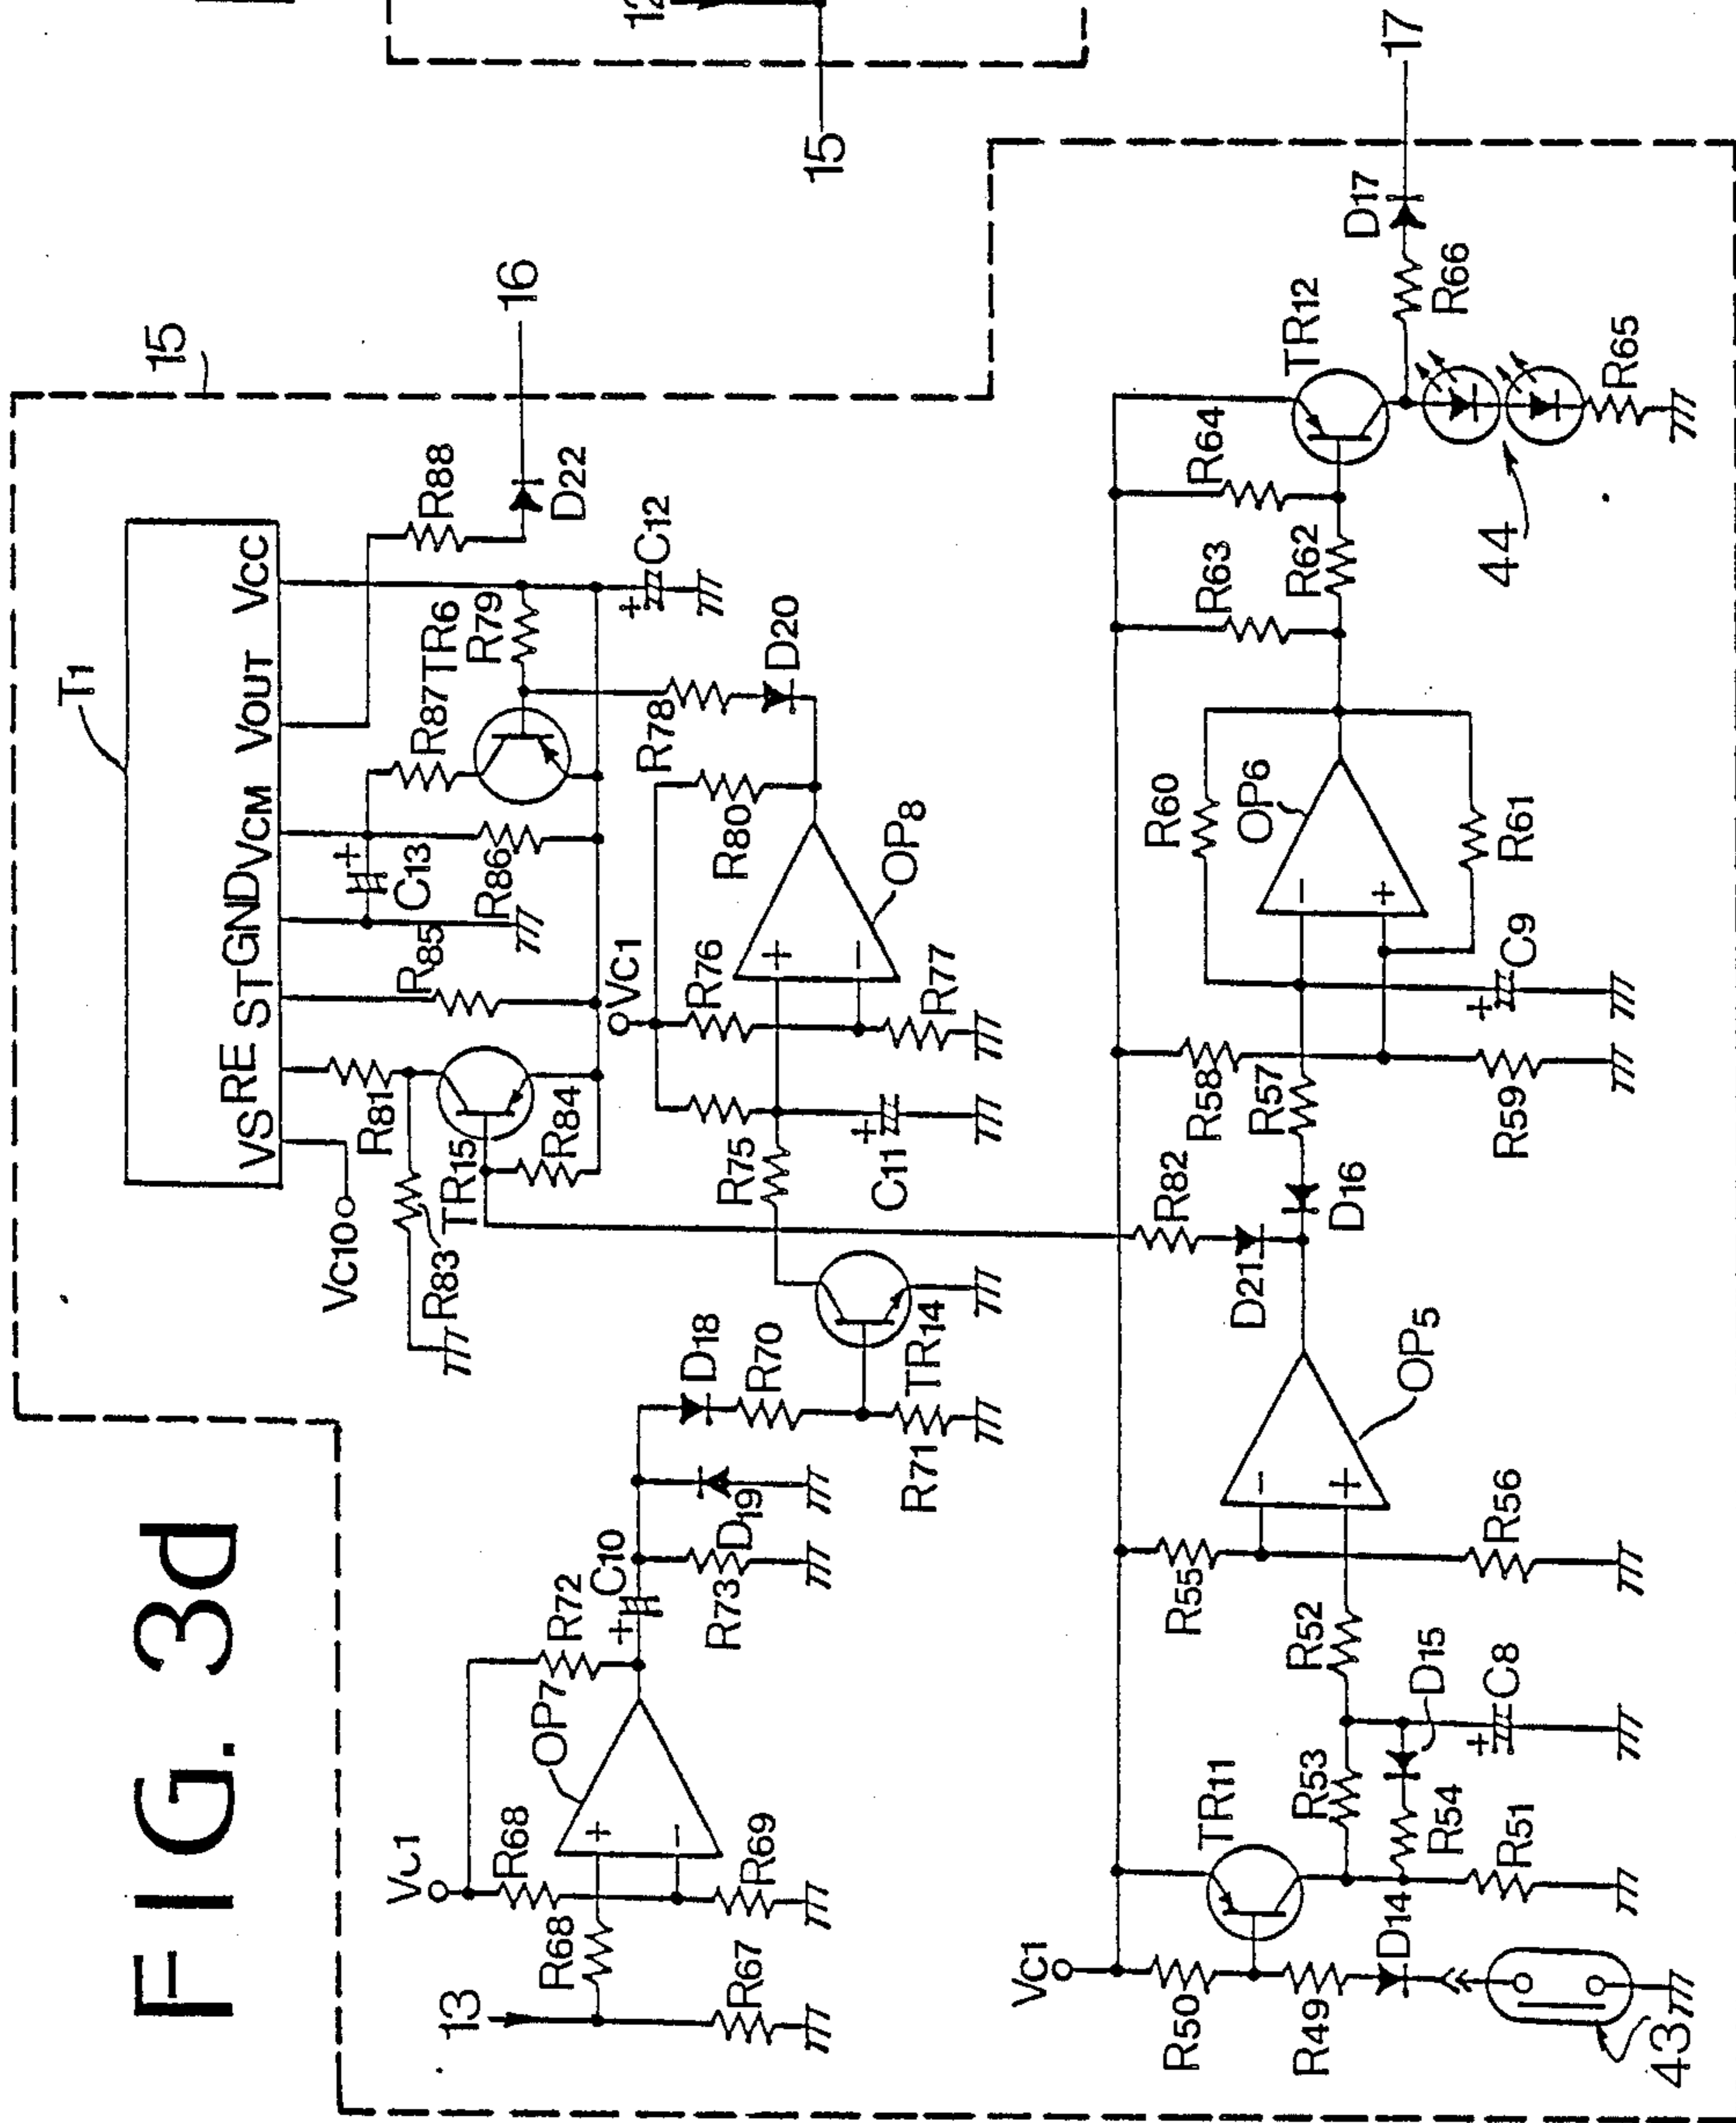 FIG. 3d
12
15
15
T1
VS
RE
ST
GND
VCM
VOUT
VCC
VC10
R81
R83
TR15
R84
R85
C13
R86
R87
TR6
R79
R88
D22
16
C12
13
R67
R68
VC1
R68
R69
OP7
R72
C10
R73
D19
D18
R70
R71
TR14
R75
C11
VC1
R76
R77
R80
OP8
R78
D20
VC1
R50
R49
D14
43
TR11
R53
R54
R51
D15
C8
R52
R55
R56
OP5
D21
R82
D16
R57
R58
R59
C9
R60
OP6
R61
R63
R62
R64
TR12
44
R65
R66
D17
17